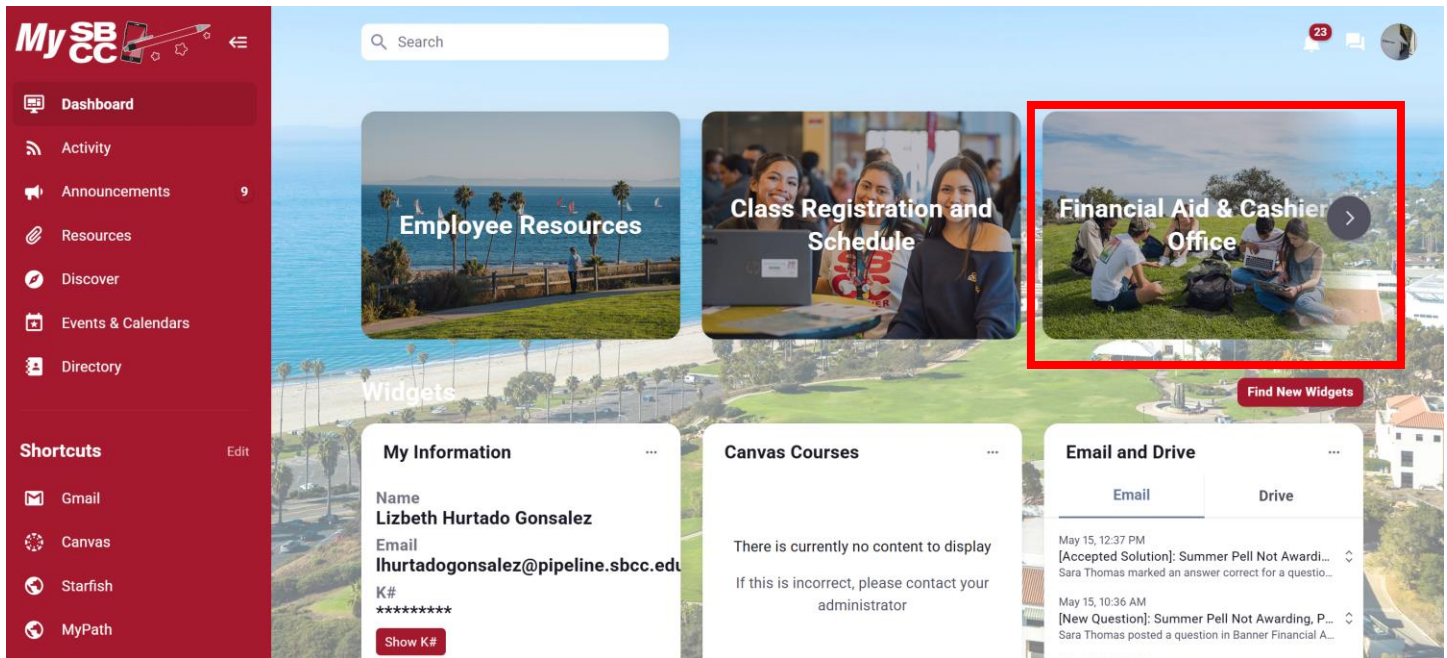 My SB CC
Search
23
Dashboard
Activity
Announcements 9
Resources
Discover
Events & Calendars
Directory
Shortcuts Edit
Gmail
Canvas
Starfish
MyPath
Employee Resources
Class Registration and
Schedule
Financial Aid & Cashier
Office
Widgets
Find New Widgets
My Information
Name
Lizbeth Hurtado Gonsalez
Email
lhurtadogonsalez@pipeline.sbcc.edu
K#
*********
Show K#
Canvas Courses
There is currently no content to display
If this is incorrect, please contact your
administrator
Email and Drive
Email Drive
May 15, 12:37 PM
[Accepted Solution]: Summer Pell Not Awardi...
Sara Thomas marked an answer correct for a questio...
May 15, 10:36 AM
[New Question]: Summer Pell Not Awarding, P...
Sara Thomas posted a question in Banner Financial A...